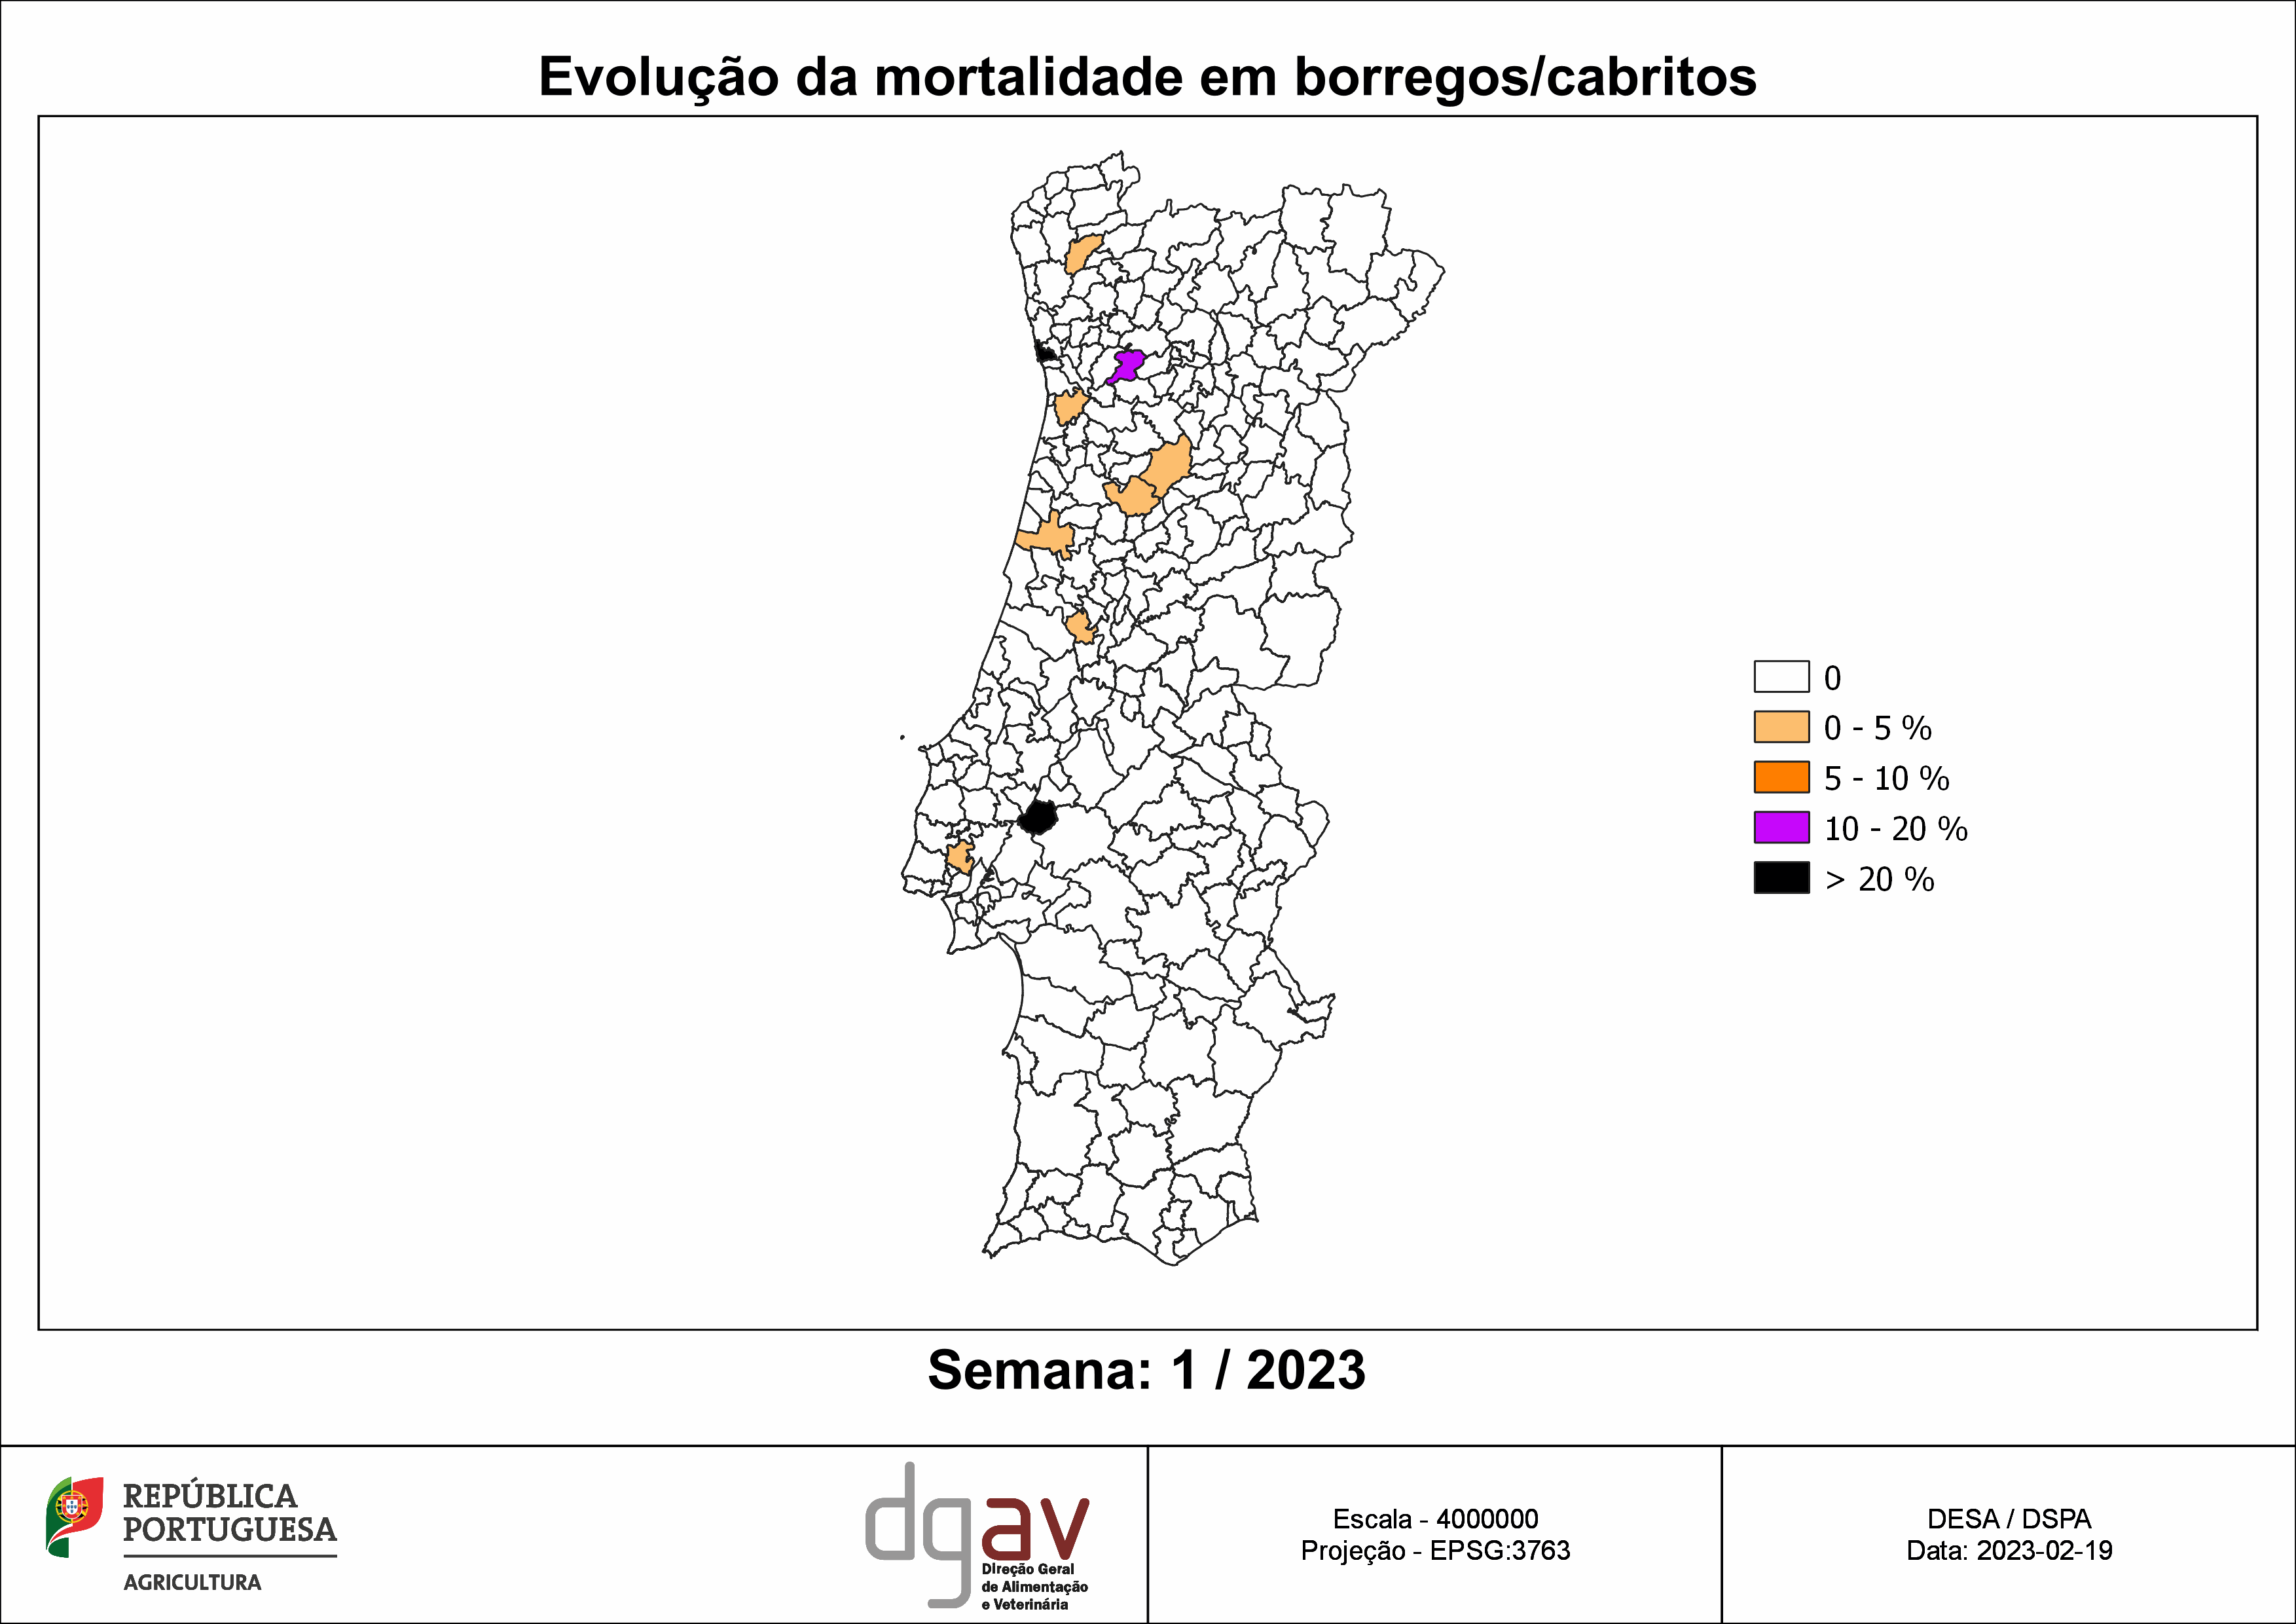 Evolução da mortalidade em borregos/cabritos
0
0 - 5 %
5 - 10 %
10 - 20 %
> 20 %
Semana: 1 / 2023
REPÚBLICA
PORTUGUESA
AGRICULTURA
dgav
Direção Geral
de Alimentação
e Veterinária
Escala - 4000000
Projeção - EPSG:3763
DESA / DSPA
Data: 2023-02-19